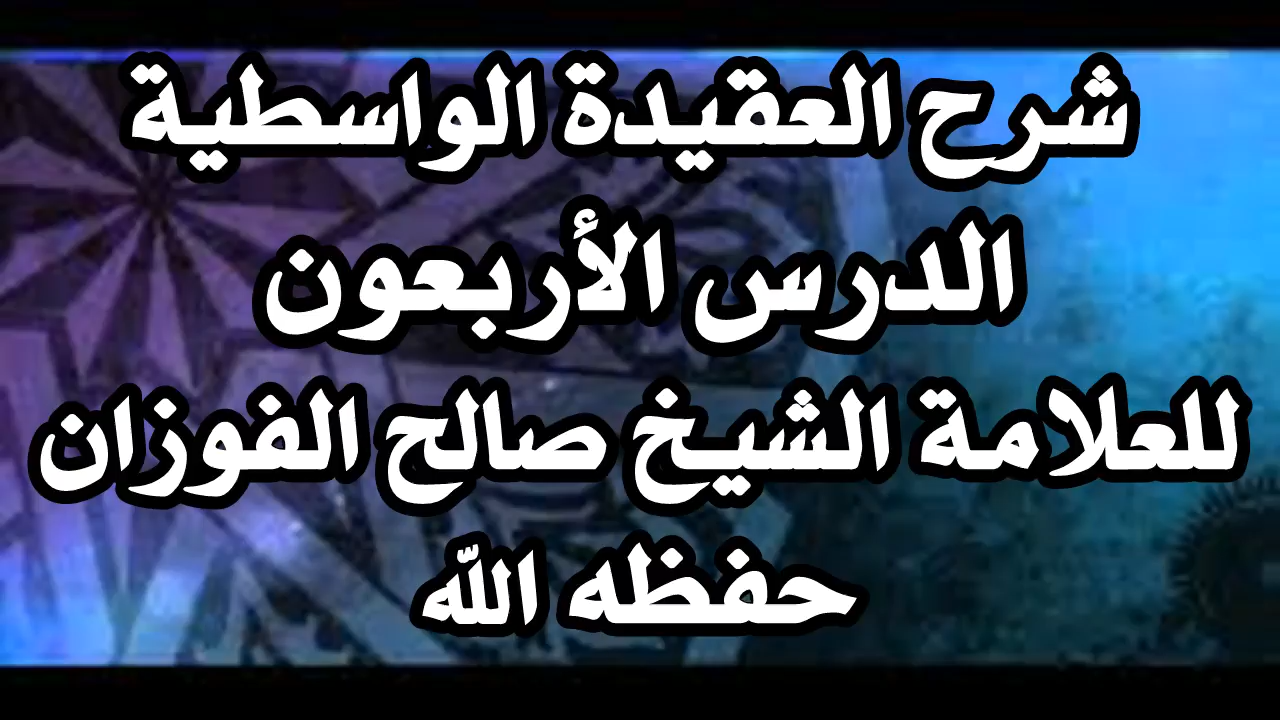 شرح العقيدة الواسطية
الدرس الأربعون
للعلامة الشيخ صالح الفوزان
حفظه الله